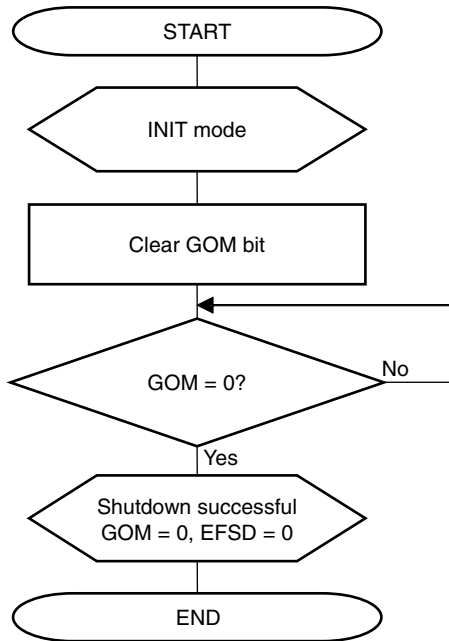 START
INIT mode
Clear GOM bit
GOM = 0?
No
Yes
Shutdown successful
GOM = 0, EFSD = 0
END